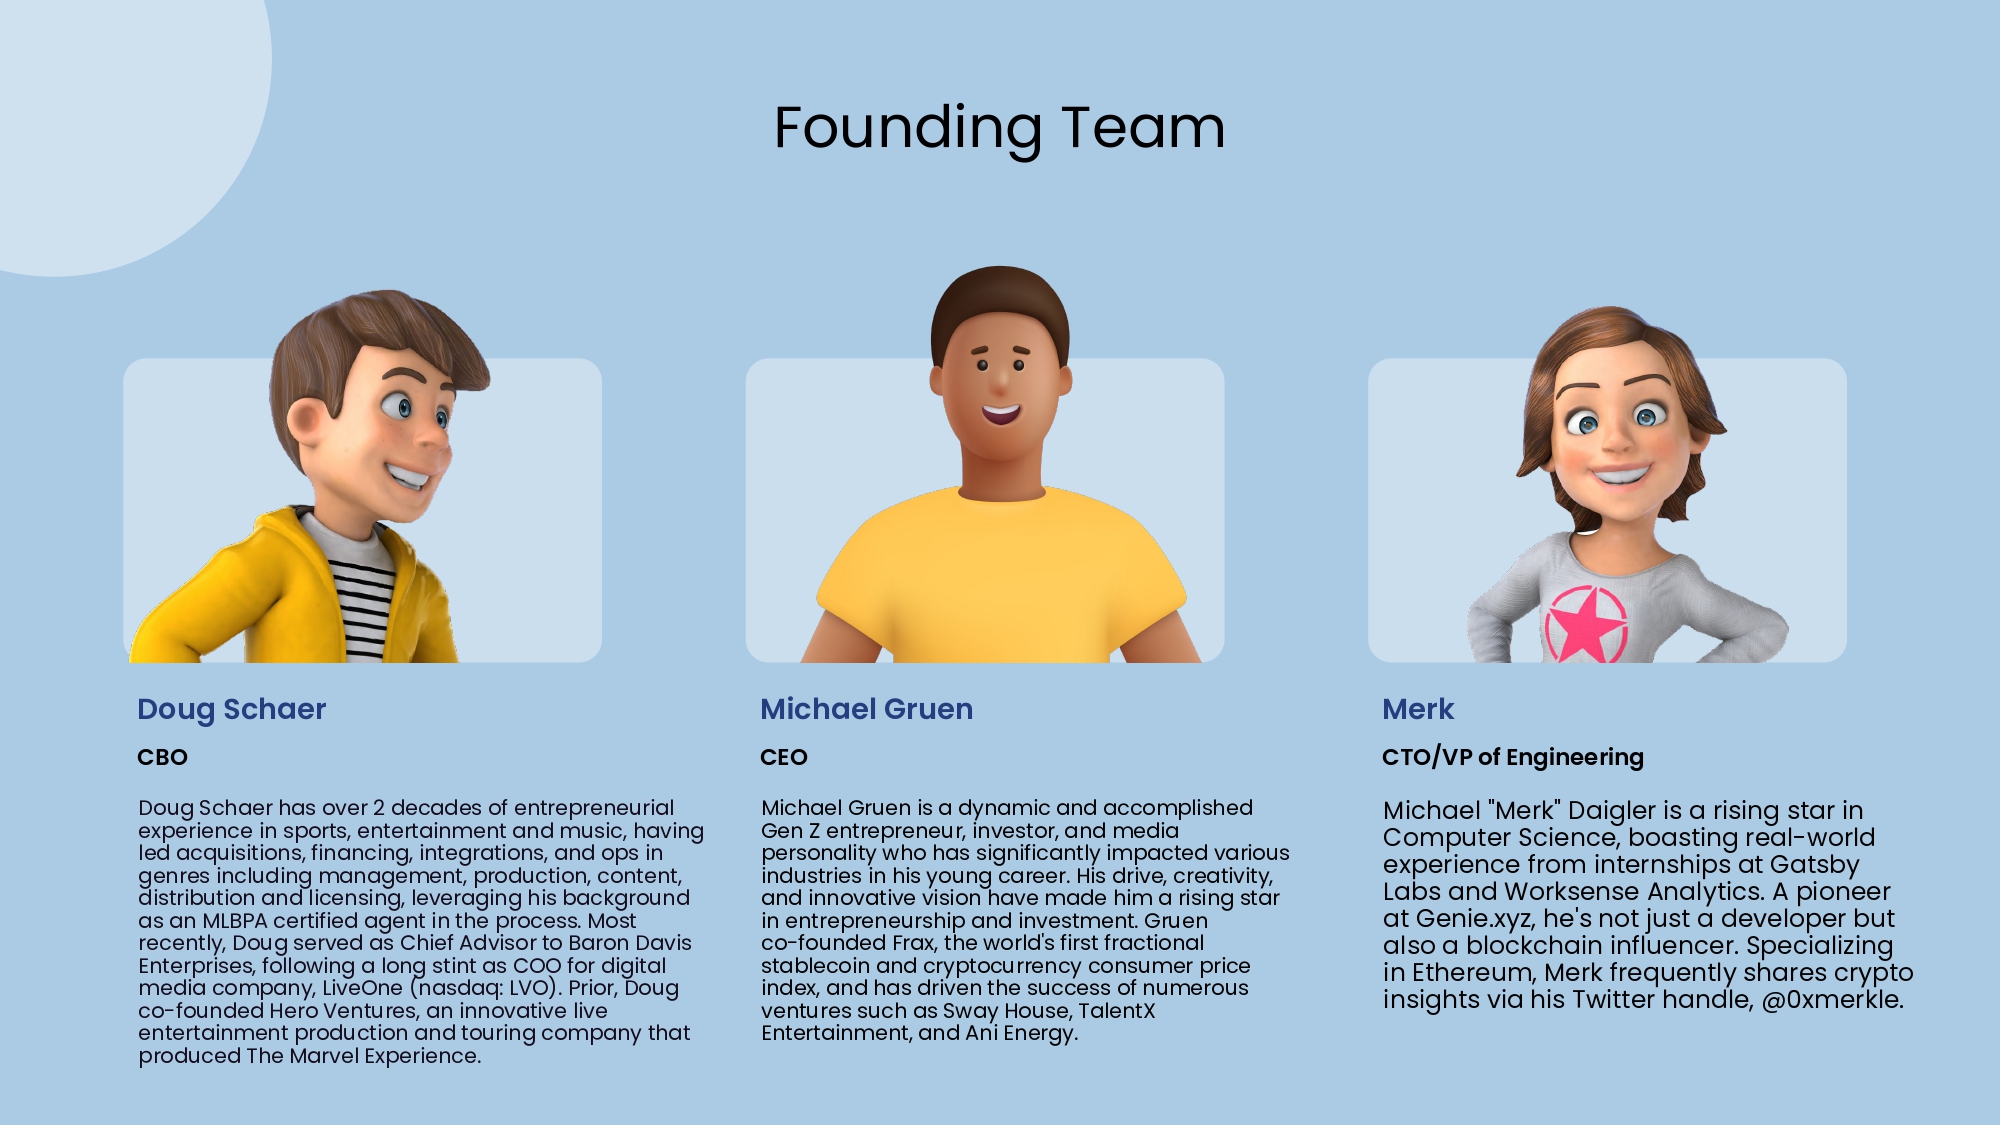 Founding Team
Doug Schaer
CBO
Doug Schaer has over 2 decades of entrepreneurial
experience in sports, entertainment and music, having
led acquisitions, financing, integrations, and ops in
genres including management, production, content,
distribution and licensing, leveraging his background
as an MLBPA certified agent in the process. Most
recently, Doug served as Chief Advisor to Baron Davis
Enterprises, following a long stint as COO for digital
media company, LiveOne (nasdaq: LVO). Prior, Doug
co-founded Hero Ventures, an innovative live
entertainment production and touring company that
produced The Marvel Experience.
Michael Gruen
CEO
Michael Gruen is a dynamic and accomplished
Gen Z entrepreneur, investor, and media
personality who has significantly impacted various
industries in his young career. His drive, creativity,
and innovative vision have made him a rising star
in entrepreneurship and investment. Gruen
co-founded Frax, the world's first fractional
stablecoin and cryptocurrency consumer price
index, and has driven the success of numerous
ventures such as Sway House, TalentX
Entertainment, and Ani Energy.
Merk
CTO/VP of Engineering
Michael "Merk" Daigler is a rising star in
Computer Science, boasting real-world
experience from internships at Gatsby
Labs and Worksense Analytics. A pioneer
at Genie.xyz, he's not just a developer but
also a blockchain influencer. Specializing
in Ethereum, Merk frequently shares crypto
insights via his Twitter handle, @0xmerkle.